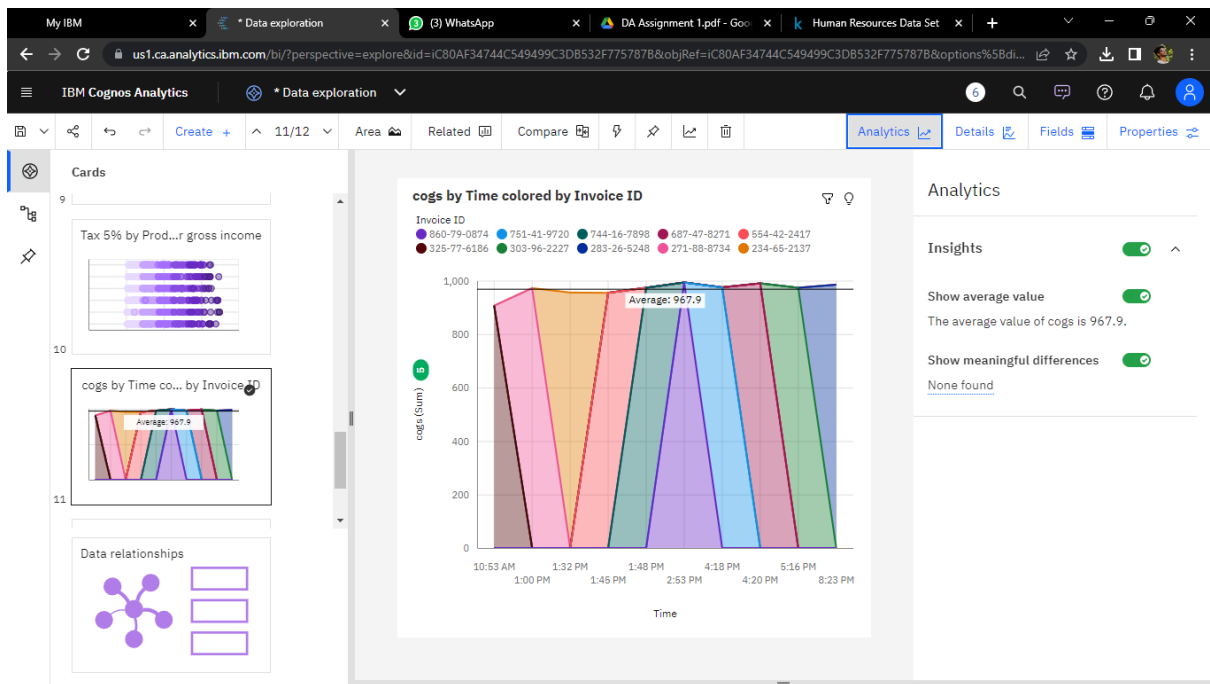 My IBM
* Data exploration
(3) WhatsApp
DA Assignment 1.pdf - Goo
Human Resources Data Set
us1.ca.analytics.ibm.com/bi/?perspective=explore&id=iC80AF34744C549499C3DB532F775787B&objRef=iC80AF34744C549499C3DB532F775787B&options%5Bdi...
IBM Cognos Analytics
* Data exploration
6
Create +
11/12
Area
Related
Compare
Analytics
Details
Fields
Properties
Cards
9
Tax 5% by Prod...r gross income
10
cogs by Time co... by Invoice ID
Average: 967.9
11
Data relationships
cogs by Time colored by Invoice ID
Invoice ID
860-79-0874 751-41-9720 744-16-7898 687-47-8271 554-42-2417
325-77-6186 303-96-2227 283-26-5248 271-88-8734 234-65-2137
1,000
800
600
400
200
0
Average: 967.9
cogs (Sum)
10:53 AM 1:32 PM 1:48 PM 4:18 PM 5:16 PM
1:00 PM 1:45 PM 2:53 PM 4:20 PM 8:23 PM
Time
Analytics
Insights
Show average value
The average value of cogs is 967.9.
Show meaningful differences
None found